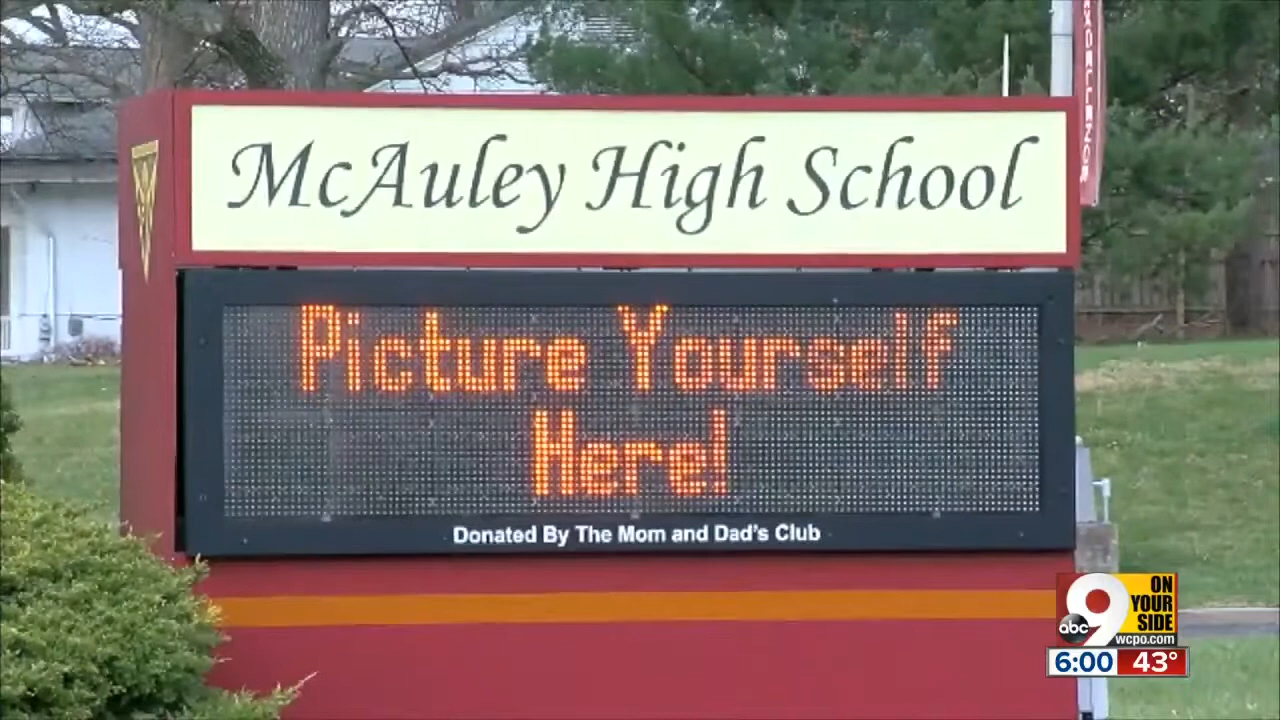 EXCELLENCE
McAuley High School
Picture Yourself
Here!
Donated By The Mom and Dad's Club
abc 9 ON
YOUR
SIDE
wcpo.com
6:00 43°